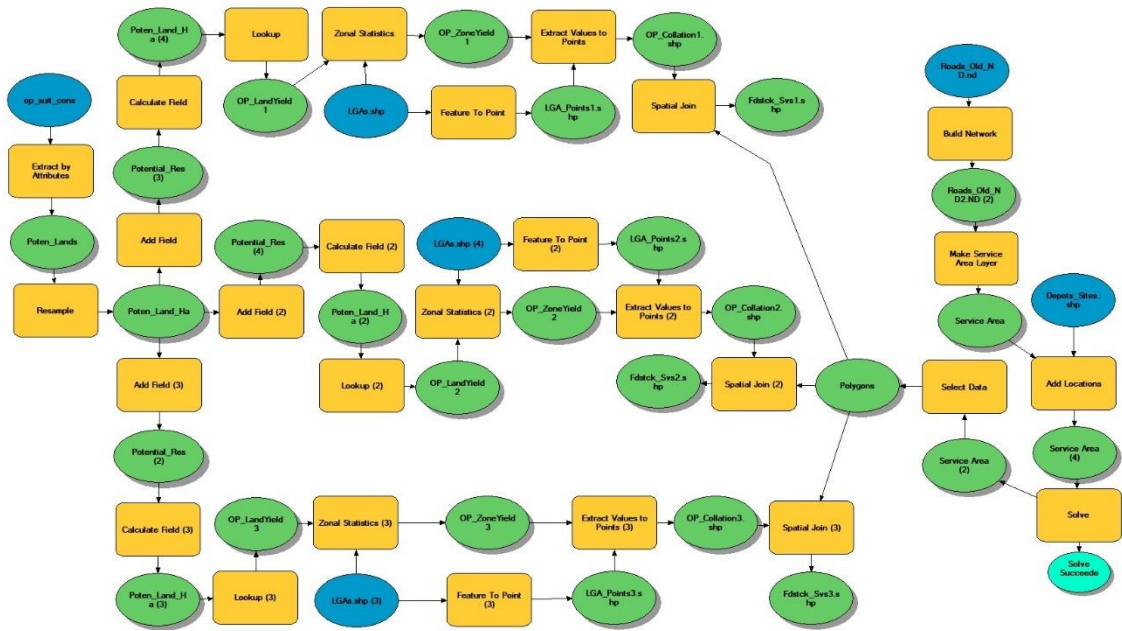 Poten_Land_H
a (4)
Lookup
Zonal Statistics
OP_ZoneYield
1
Extract Values to
Points
OP_Collation1.
shp
Roads_Old_N
D.nd
op_suit_cons
Calculate Field
OP_LandYield
1
LGAs.shp
Feature To Point
LGA_Points1.s
hp
Spatial Join
Fdstck_Svs1.s
hp
Build Network
Extract by
Attributes
Potential_Res
(3)
Roads_Old_N
D2.ND (2)
Poten_Lands
Add Field
Potential_Res
(4)
Calculate Field (2)
LGAs.shp (4)
Feature To Point
(2)
LGA_Points2.s
hp
Make Service
Area Layer
Resample
Poten_Land_Ha
Add Field (2)
Poten_Land_H
a (2)
Zonal Statistics (2)
OP_ZoneYield
2
Extract Values to
Points (2)
OP_Collation2.
shp
Service Area
Depots_Sites.
shp
Add Field (3)
Lookup (2)
OP_LandYield
2
Fdstck_Svs2.s
hp
Spatial Join (2)
Polygons
Select Data
Add Locations
Potential_Res
(2)
Service Area
(2)
Service Area
(4)
Calculate Field (3)
OP_LandYield
3
Zonal Statistics (3)
OP_ZoneYield
3
Extract Values to
Points (3)
OP_Collation3.
shp
Spatial Join (3)
Solve
Poten_Land_H
a (3)
Lookup (3)
LGAs.shp (3)
Feature To Point
(3)
LGA_Points3.s
hp
Fdstck_Svs3.s
hp
Solve
Succeede